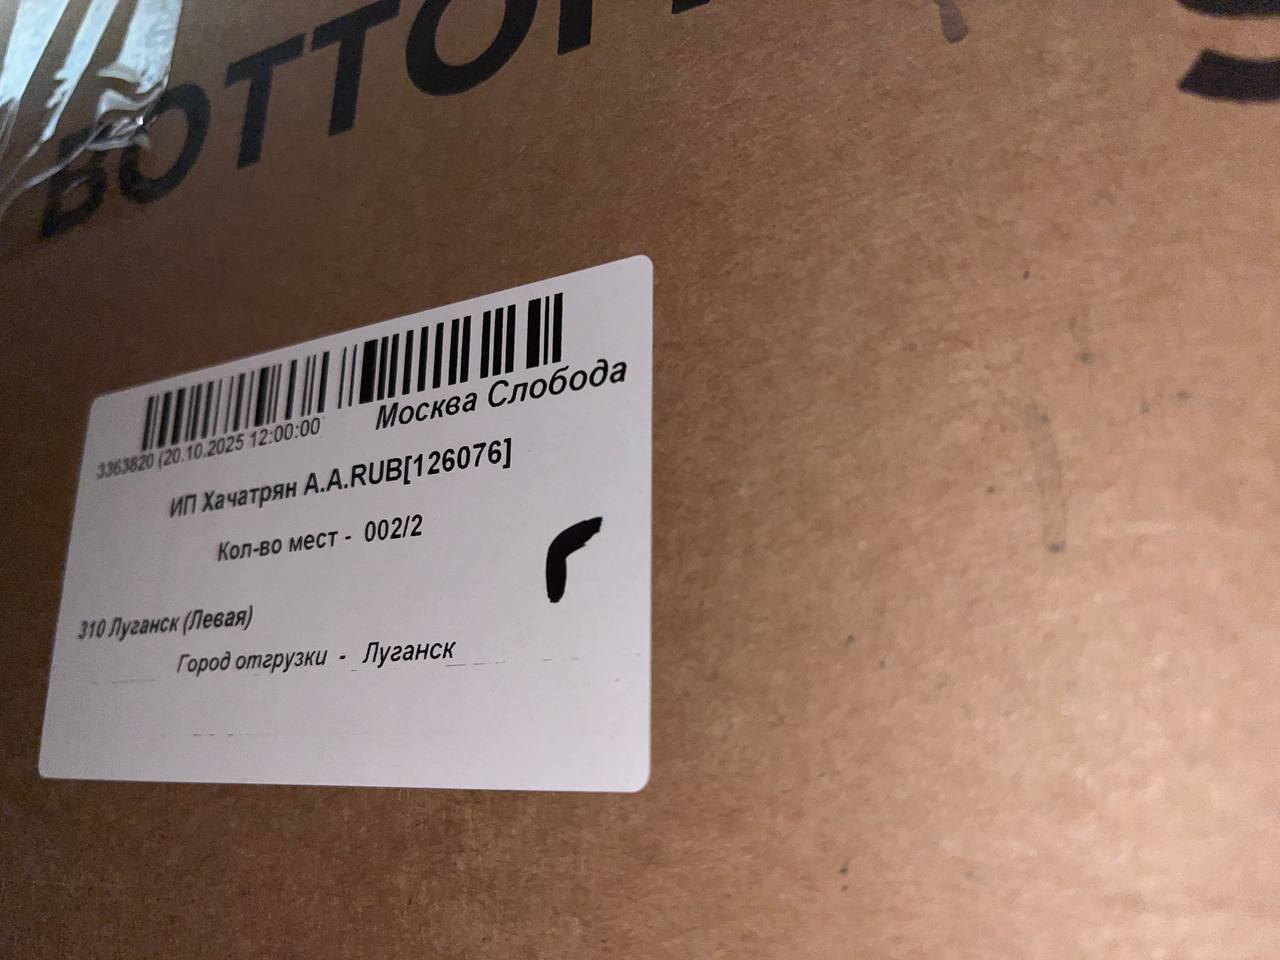 BOTTOM
Москва Слобода
3363820 (20.10.2025 12:00:00
ИП Хачатрян А.А.RUB[126076]
Кол-во мест - 002/2
310 Луганск (Левая)
Город отгрузки - Луганск